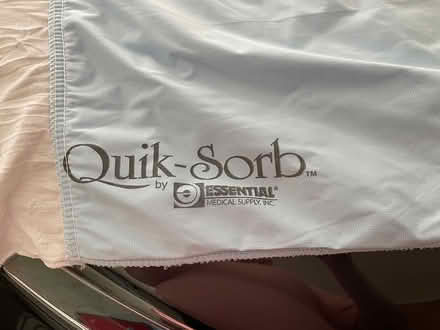 Quik-Sorb™
by ESSENTIAL®
MEDICAL SUPPLY, INC.